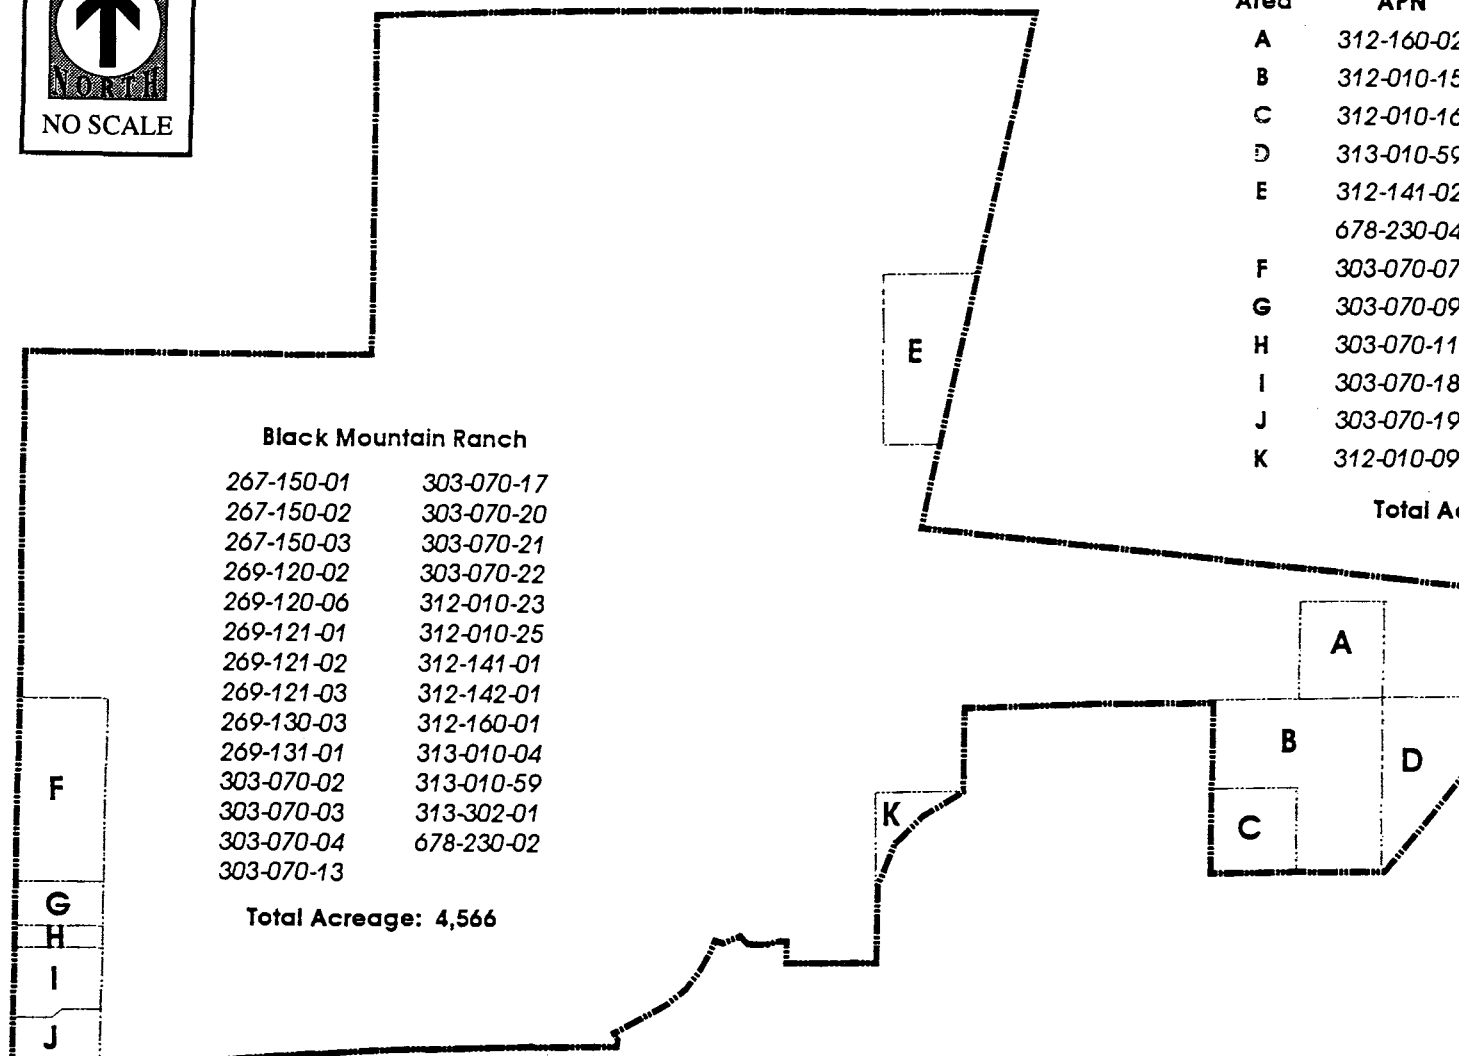 NORTH
NO SCALE
Area APN
A 312-160-02
B 312-010-15
C 312-010-16
D 313-010-59
E 312-141-02
678-230-04
F 303-070-07
G 303-070-09
H 303-070-11
I 303-070-18
J 303-070-19
K 312-010-09
Total Ac
E
Black Mountain Ranch
267-150-01 303-070-17
267-150-02 303-070-20
267-150-03 303-070-21
269-120-02 303-070-22
269-120-06 312-010-23
269-121-01 312-010-25
269-121-02 312-141-01
269-121-03 312-142-01
269-130-03 312-160-01
269-131-01 313-010-04
303-070-02 313-010-59
303-070-03 313-302-01
303-070-04 678-230-02
303-070-13
Total Acreage: 4,566
A
B
D
C
K
F
G
H
I
J